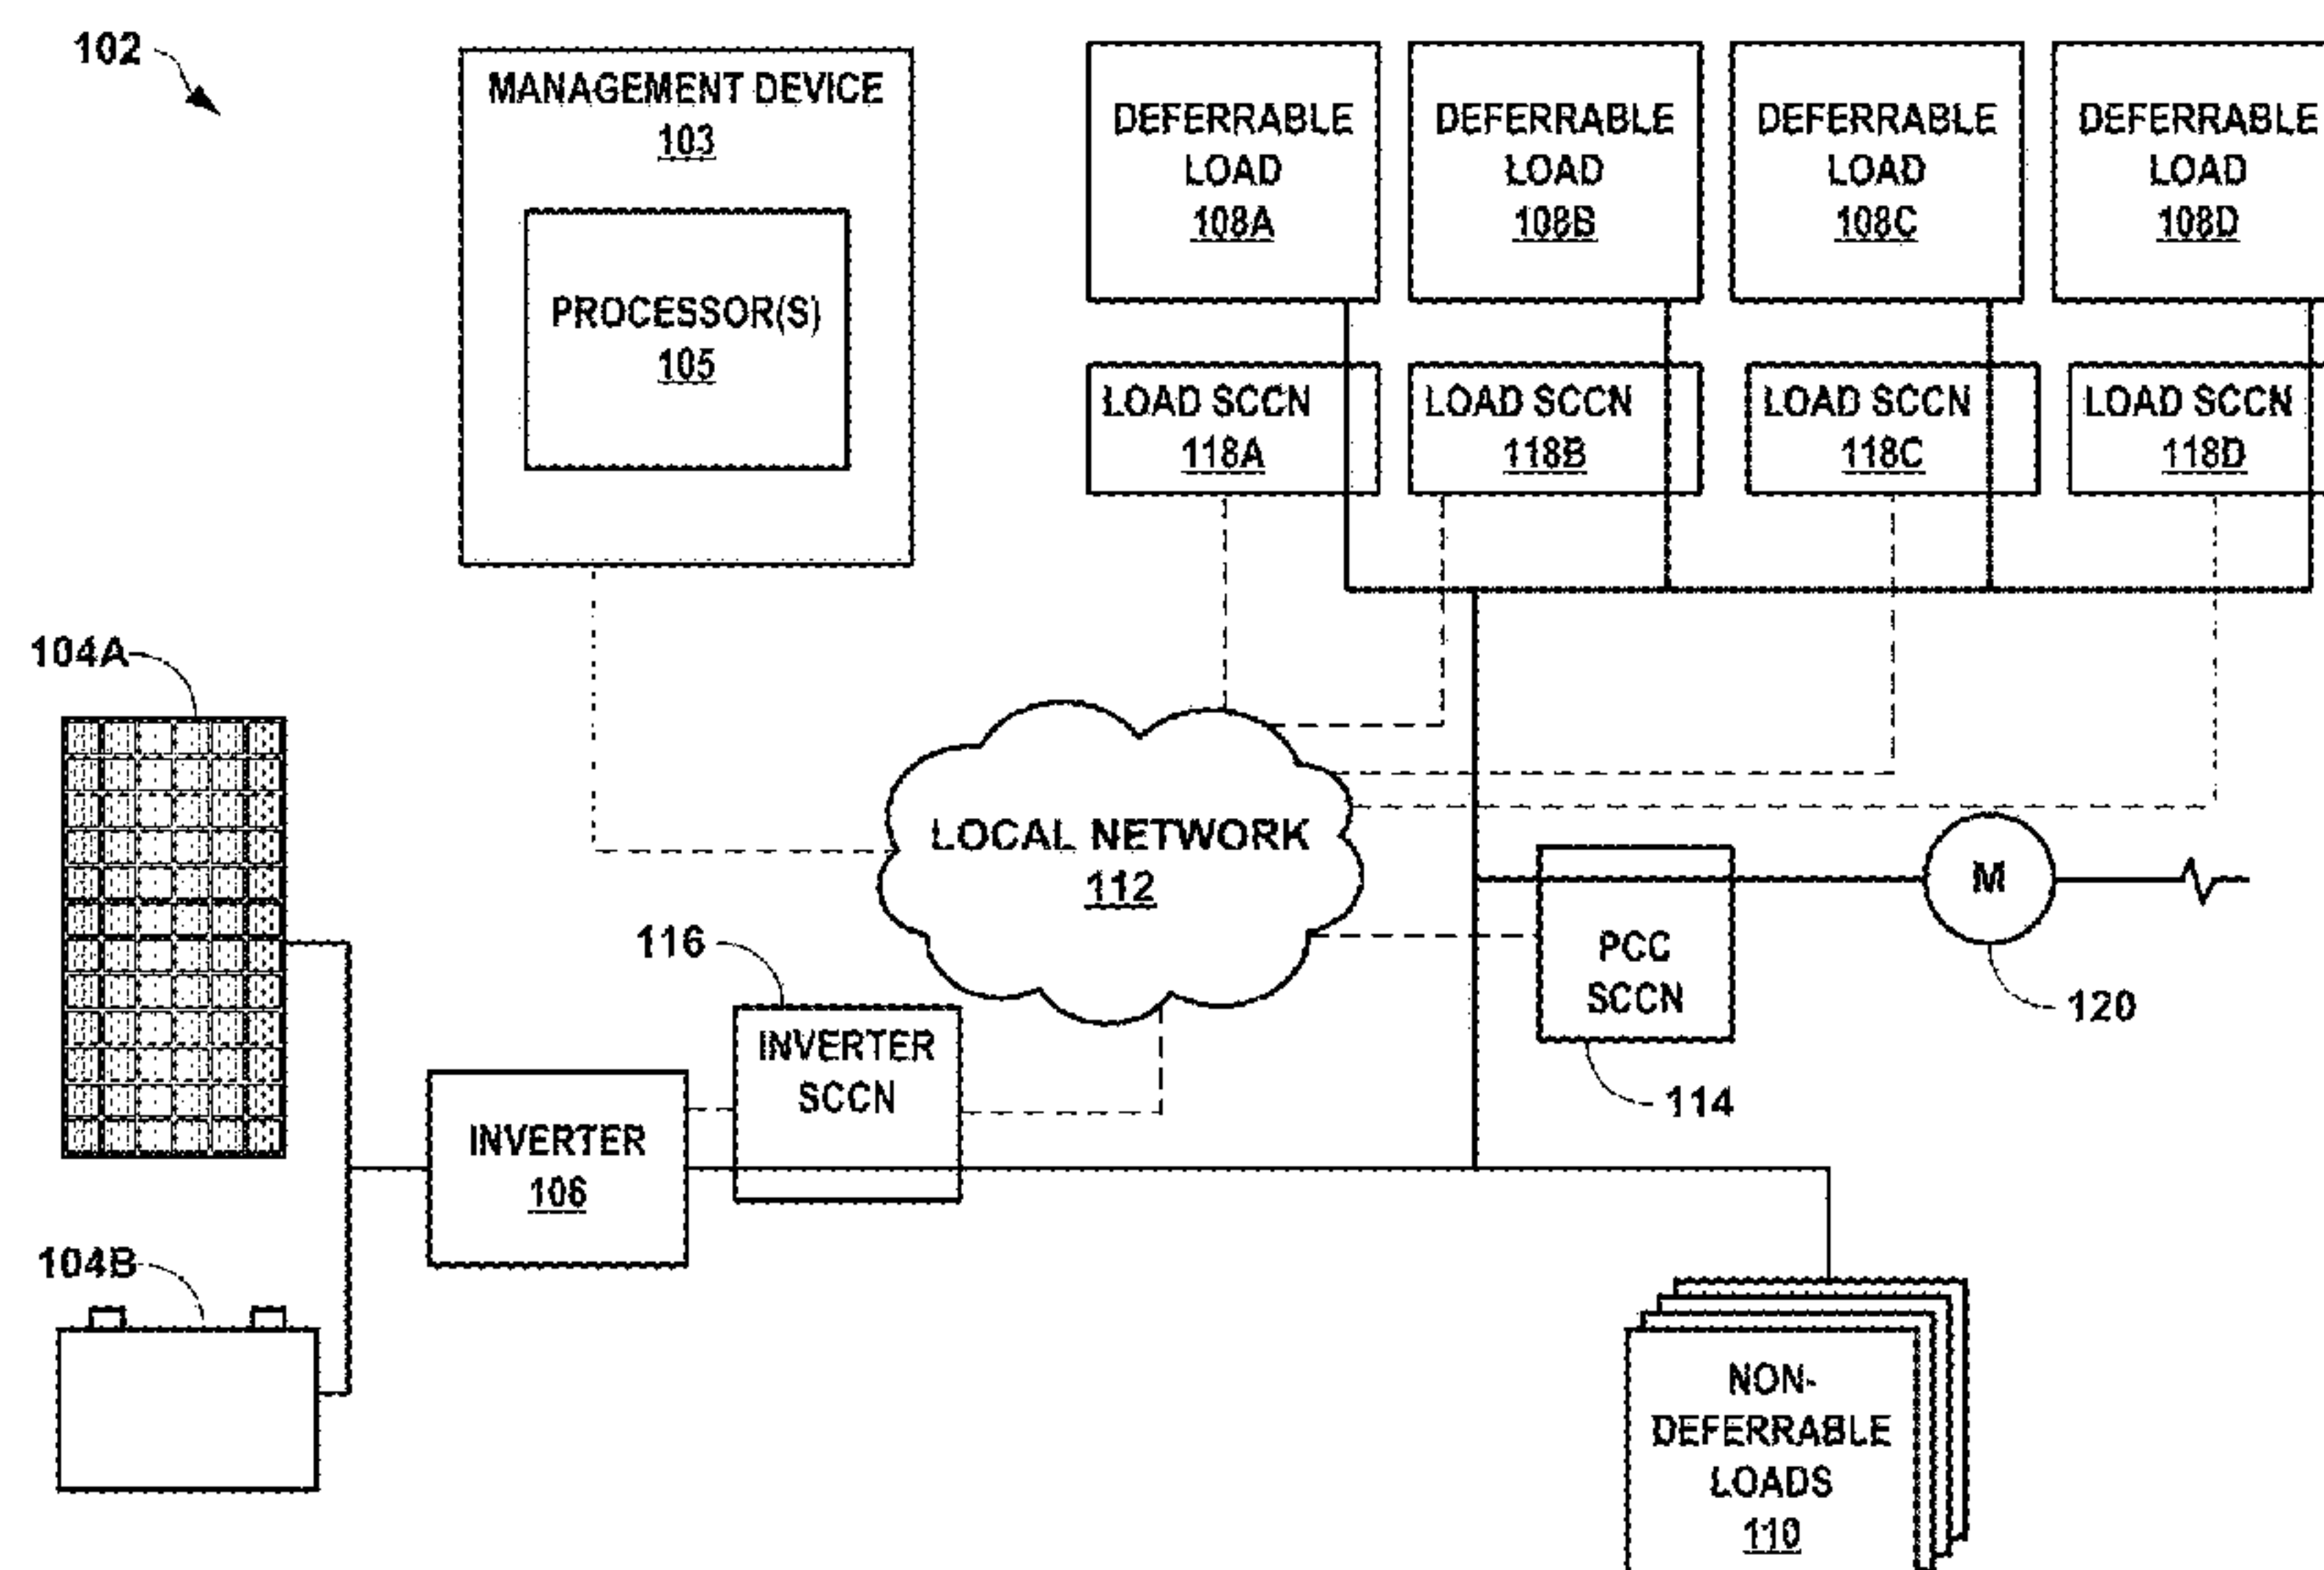 102
MANAGEMENT DEVICE
103
PROCESSOR(S)
105
DEFERRABLE
LOAD
108A
DEFERRABLE
LOAD
108B
DEFERRABLE
LOAD
108C
DEFERRABLE
LOAD
108D
LOAD SCCN
118A
LOAD SCCN
118B
LOAD SCCN
118C
LOAD SCCN
118D
104A
LOCAL NETWORK
112
M
120
PCC
SCCN
114
116
INVERTER
SCCN
INVERTER
106
104B
NON-
DEFERRABLE
LOADS
110